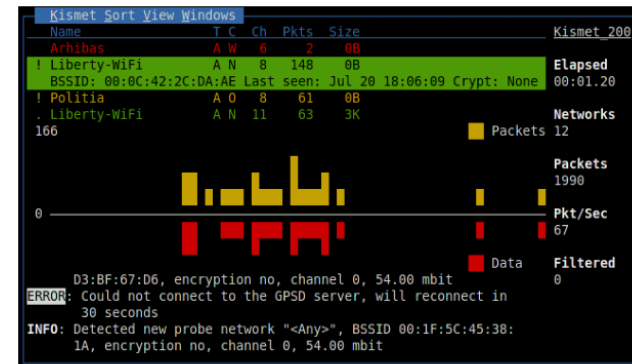 Kismet Sort View Windows
Name T C Ch Pkts Size Kismet_200
Arhibas A W 6 2 0B
! Liberty-WiFi A N 8 148 0B Elapsed
BSSID: 00:0C:42:2C:DA:AE Last seen: Jul 20 18:06:09 Crypt: None 00:01.20
! Politia A O 8 61 0B
. Liberty-WiFi A N 11 63 3K Networks
166 Packets 12
Packets
1990
0 Pkt/Sec
67
Data Filtered
D3:BF:67:D6, encryption no, channel 0, 54.00 mbit 0
ERROR: Could not connect to the GPSD server, will reconnect in
30 seconds
INFO: Detected new probe network "<Any>", BSSID 00:1F:5C:45:38:
1A, encryption no, channel 0, 54.00 mbit